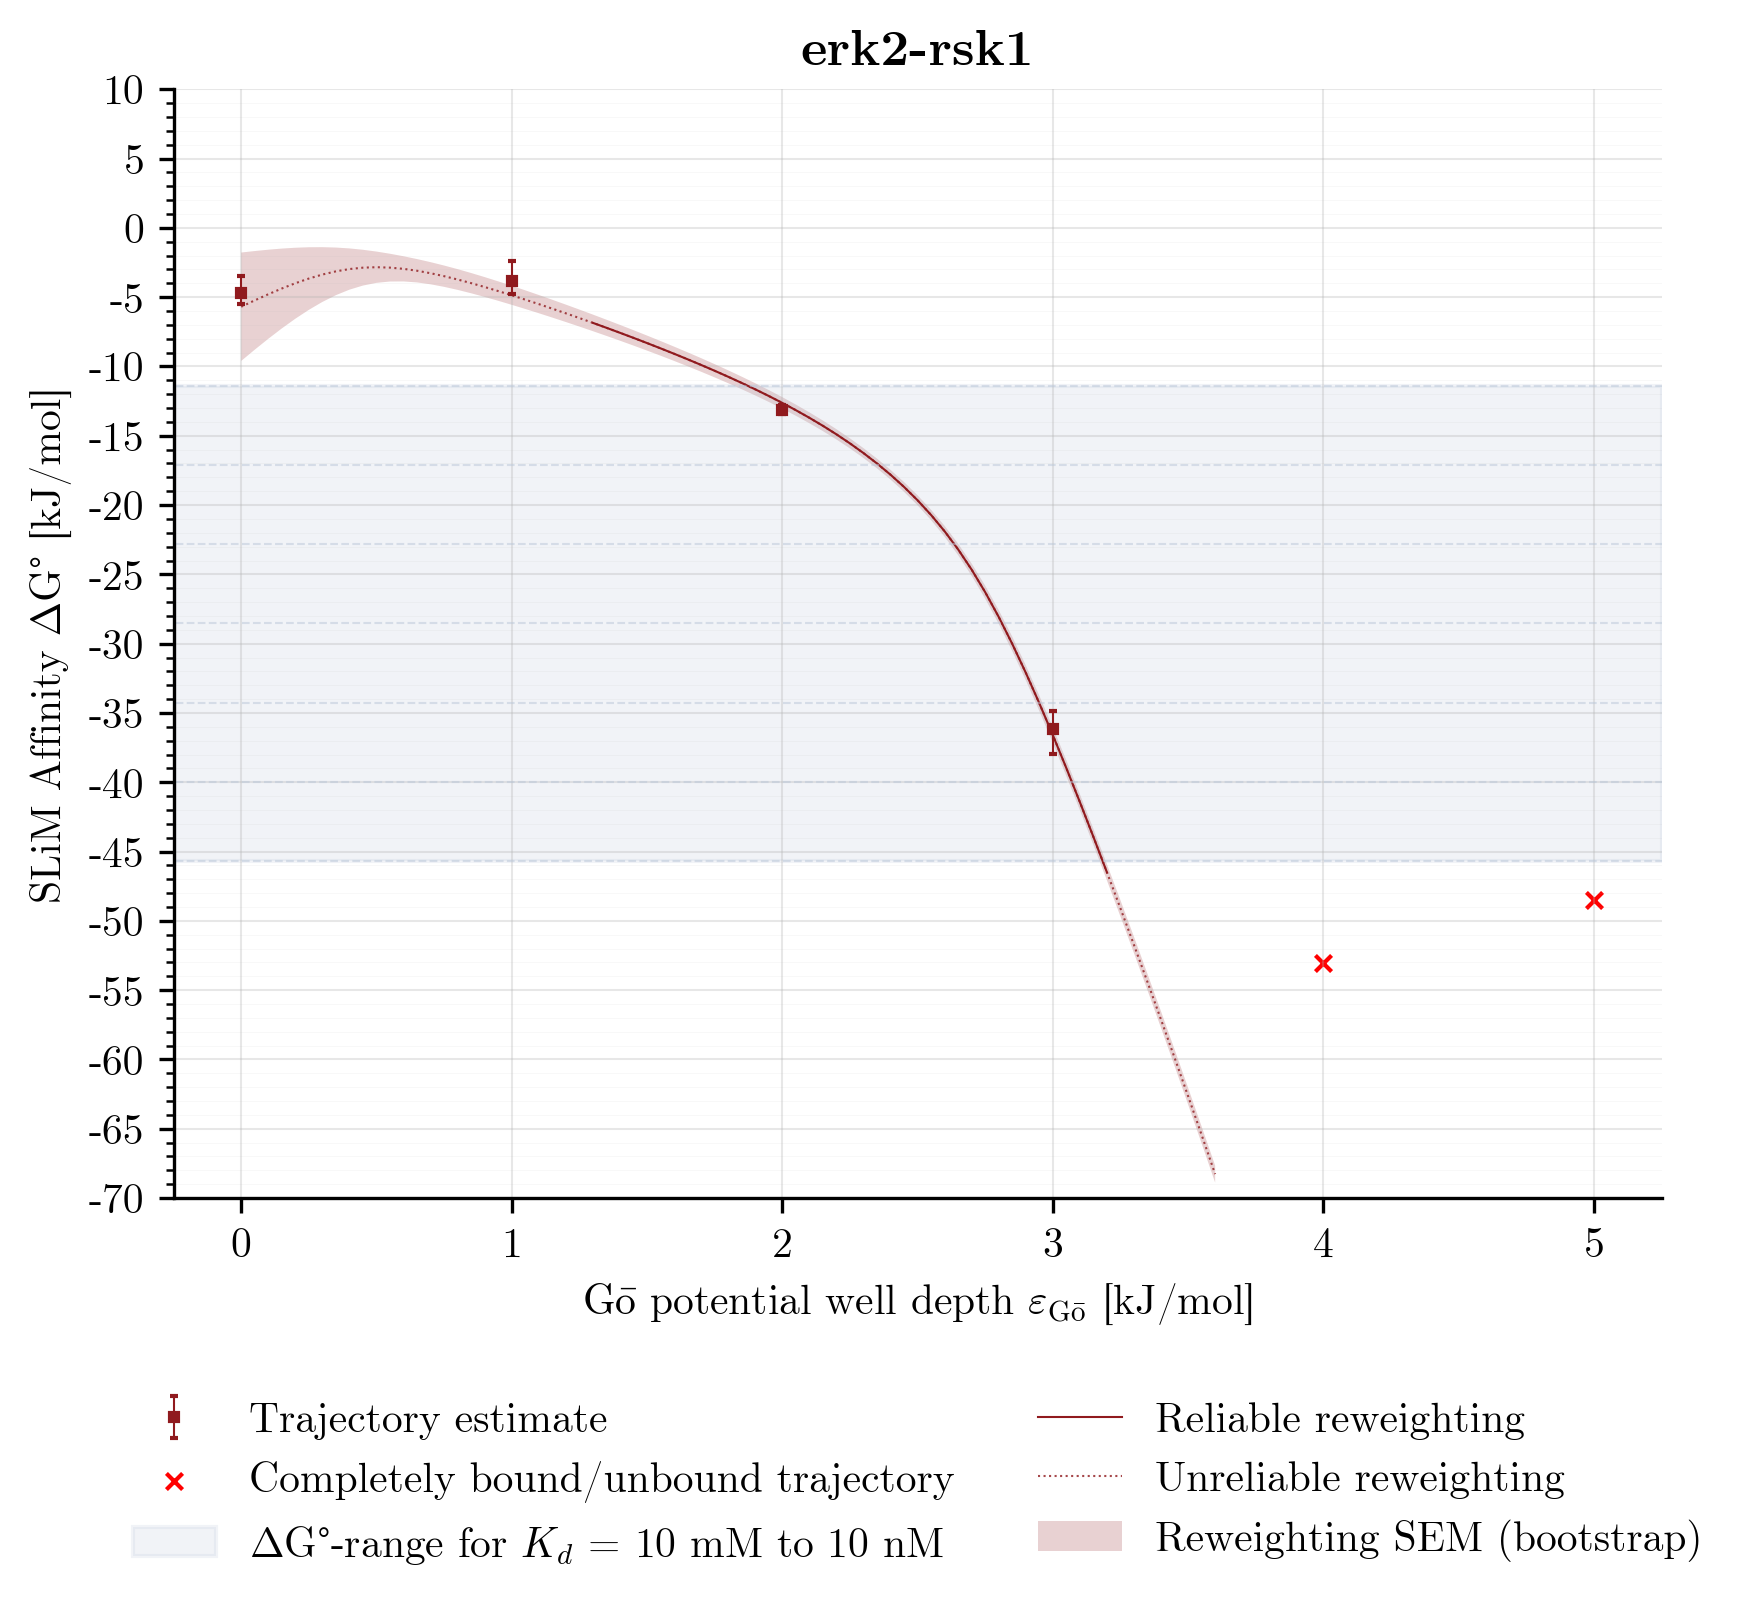 erk2-rsk1
10
5
0
-5
-10
-15
-20
-25
-30
-35
-40
-45
-50
-55
-60
-65
-70
SLiM Affinity ΔG° [kJ/mol]
0 1 2 3 4 5
Gō potential well depth εGō [kJ/mol]
Trajectory estimate
Completely bound/unbound trajectory
ΔG°-range for Kd = 10 mM to 10 nM
Reliable reweighting
Unreliable reweighting
Reweighting SEM (bootstrap)